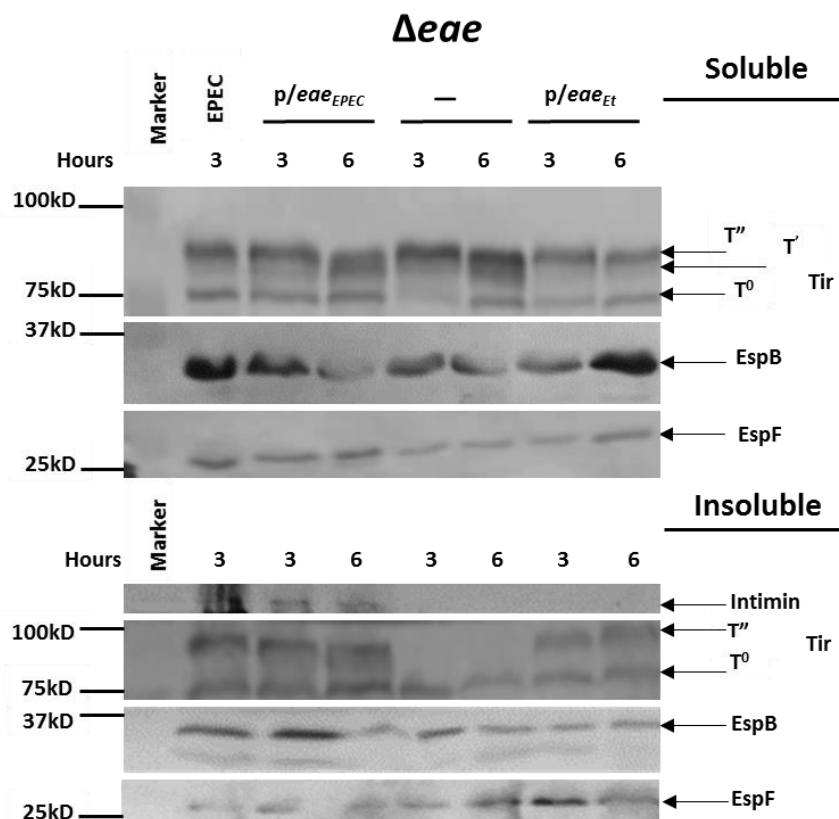 Δeae
Soluble
Marker
EPEC
p/eaeEPEC
–
p/eaeEt
Hours 3 3 6 3 6 3 6
100kD
T”
T’
Tir
75kD
T⁰
37kD
EspB
EspF
25kD
Insoluble
Marker
Hours 3 3 6 3 6 3 6
Intimin
100kD
T”
Tir
T⁰
75kD
37kD
EspB
EspF
25kD